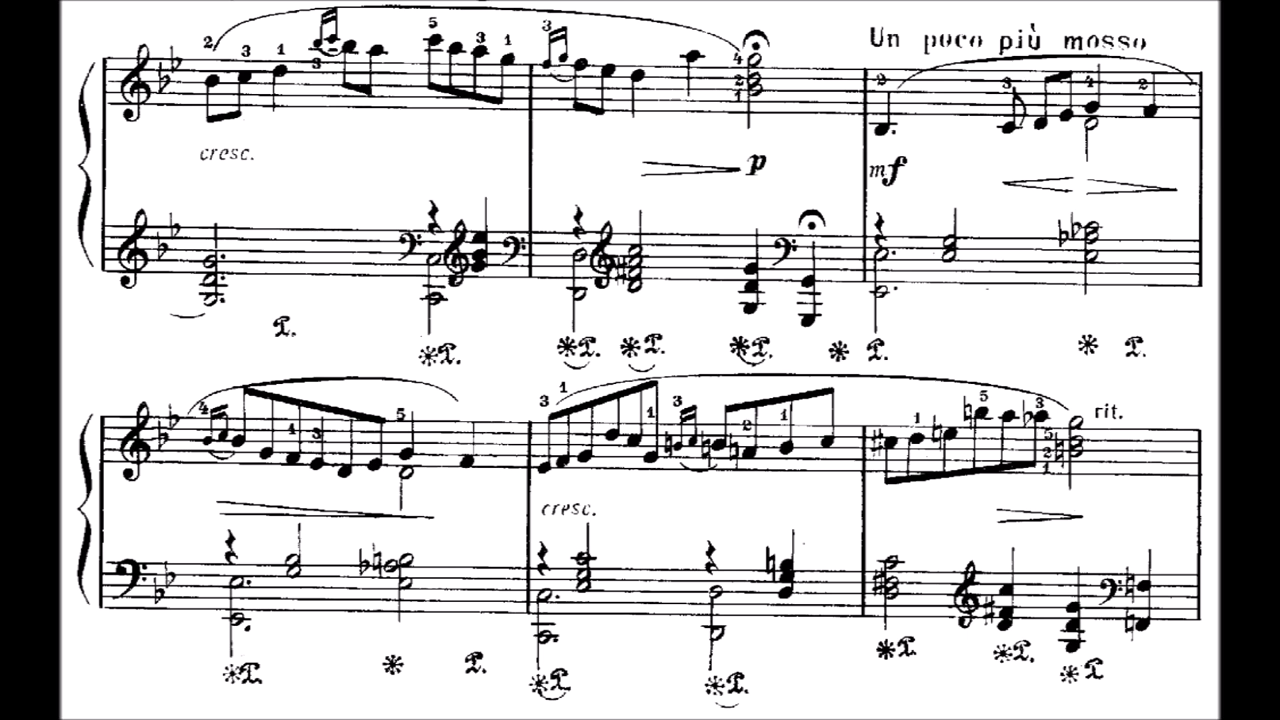 Un poco più mosso
cresc.
p
mf
rit.
cresc.